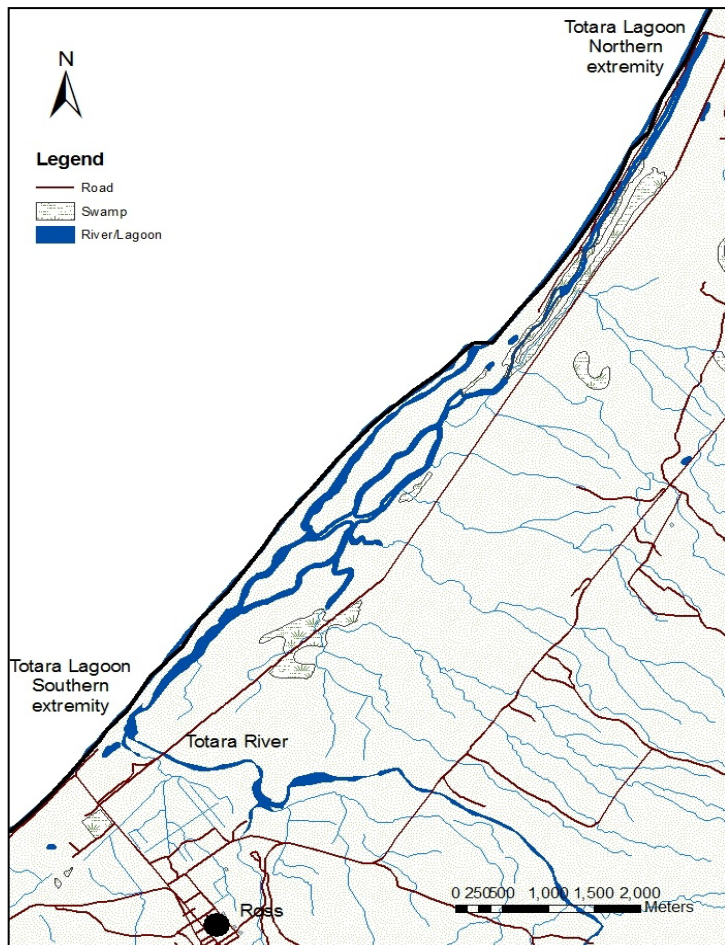 Totara Lagoon
Northern
extremity
N
Legend
Road
Swamp
River/Lagoon
Totara Lagoon
Southern
extremity
Totara River
Ross
0 250500 1,000 1,500 2,000
Meters